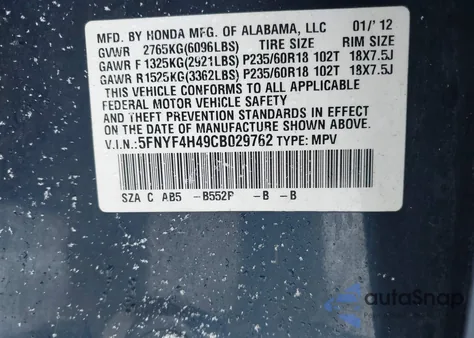 MFD. BY HONDA MFG. OF ALABAMA, LLC 01/'12
GVWR 2765KG(6096LBS) TIRE SIZE RIM SIZE
GAWR F 1325KG(2921LBS) P235/60R18 102T 18X7.5J
GAWR R 1525KG(3362LBS) P235/60R18 102T 18X7.5J
THIS VEHICLE CONFORMS TO ALL APPLICABLE
FEDERAL MOTOR VEHICLE SAFETY
AND THEFT PREVENTION STANDARDS IN
EFFECT ON THE DATE OF MANUFACTURE SHOWN ABOVE.
V.I.N.: 5FNYF4H49CB029762 TYPE: MPV
SZA C AB5 -B552P -B -B
autoSnap